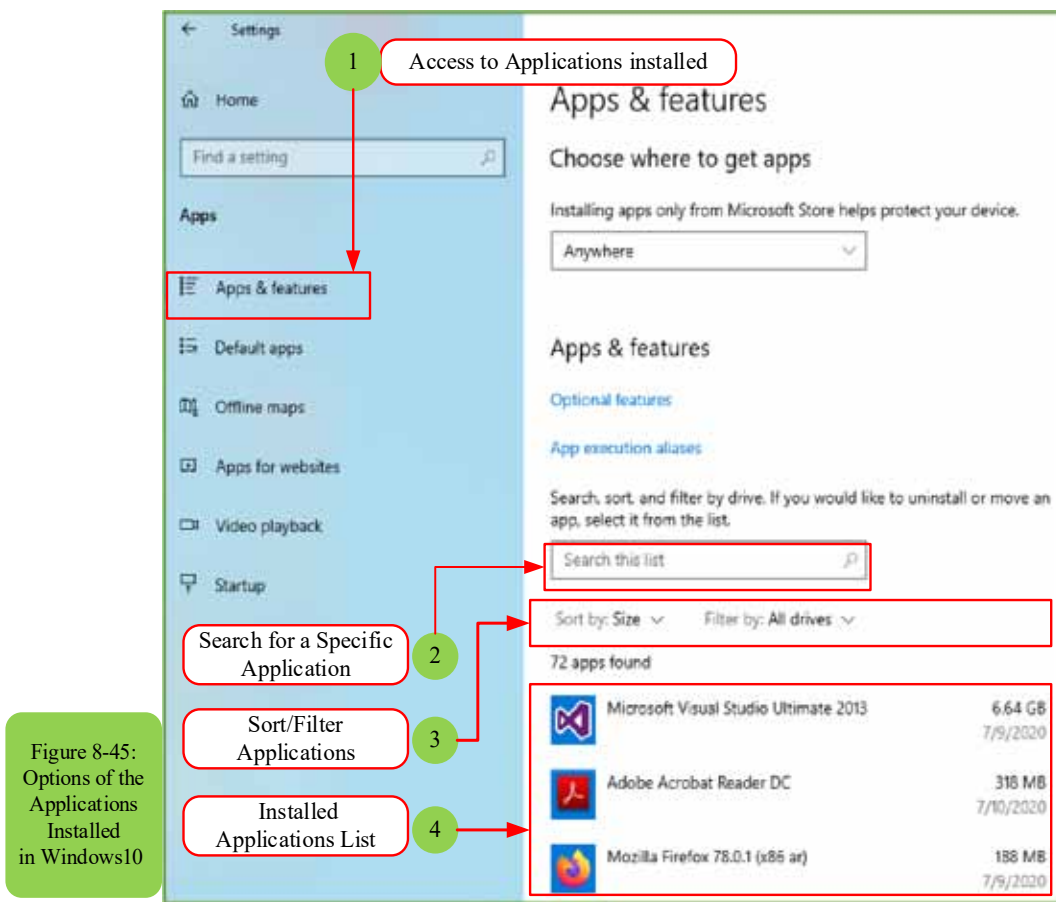 Settings
1
Access to Applications installed
Home
Find a setting
Apps
Apps & features
Default apps
Offline maps
Apps for websites
Video playback
Startup
Search for a Specific
Application
2
Sort/Filter
Applications
3
Installed
Applications List
4
Figure 8-45:
Options of the
Applications
Installed
in Windows10
Apps & features
Choose where to get apps
Installing apps only from Microsoft Store helps protect your device.
Anywhere
Apps & features
Optional features
App execution aliases
Search, sort, and filter by drive. If you would like to uninstall or move an
app, select it from the list.
Search this list
Sort by: Size Filter by: All drives
72 apps found
Microsoft Visual Studio Ultimate 2013 6.64 GB
7/9/2020
Adobe Acrobat Reader DC 318 MB
7/10/2020
Mozilla Firefox 78.0.1 (x86 ar) 188 MB
7/9/2020